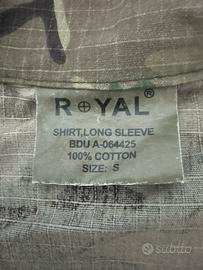 R⊕YAL®
SHIRT,LONG SLEEVE
BDU A-064425
100% COTTON
SIZE: S
subito